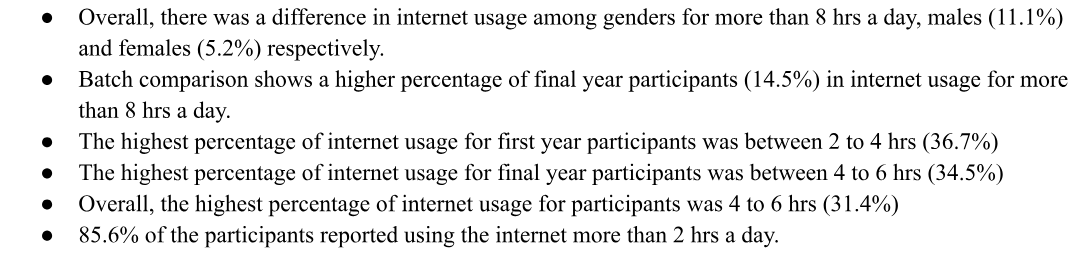 ● Overall, there was a difference in internet usage among genders for more than 8 hrs a day, males (11.1%)
and females (5.2%) respectively.
● Batch comparison shows a higher percentage of final year participants (14.5%) in internet usage for more
than 8 hrs a day.
● The highest percentage of internet usage for first year participants was between 2 to 4 hrs (36.7%)
● The highest percentage of internet usage for final year participants was between 4 to 6 hrs (34.5%)
● Overall, the highest percentage of internet usage for participants was 4 to 6 hrs (31.4%)
● 85.6% of the participants reported using the internet more than 2 hrs a day.